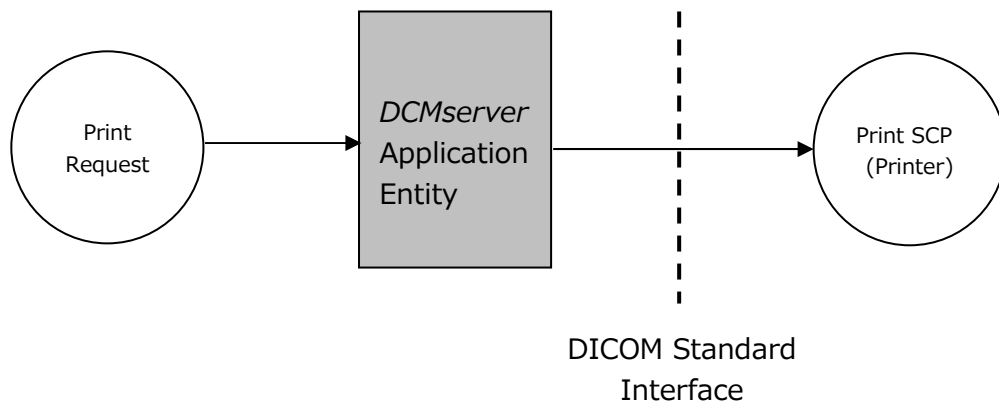 Print
Request
DCMserver
Application
Entity
Print SCP
(Printer)
DICOM Standard
Interface